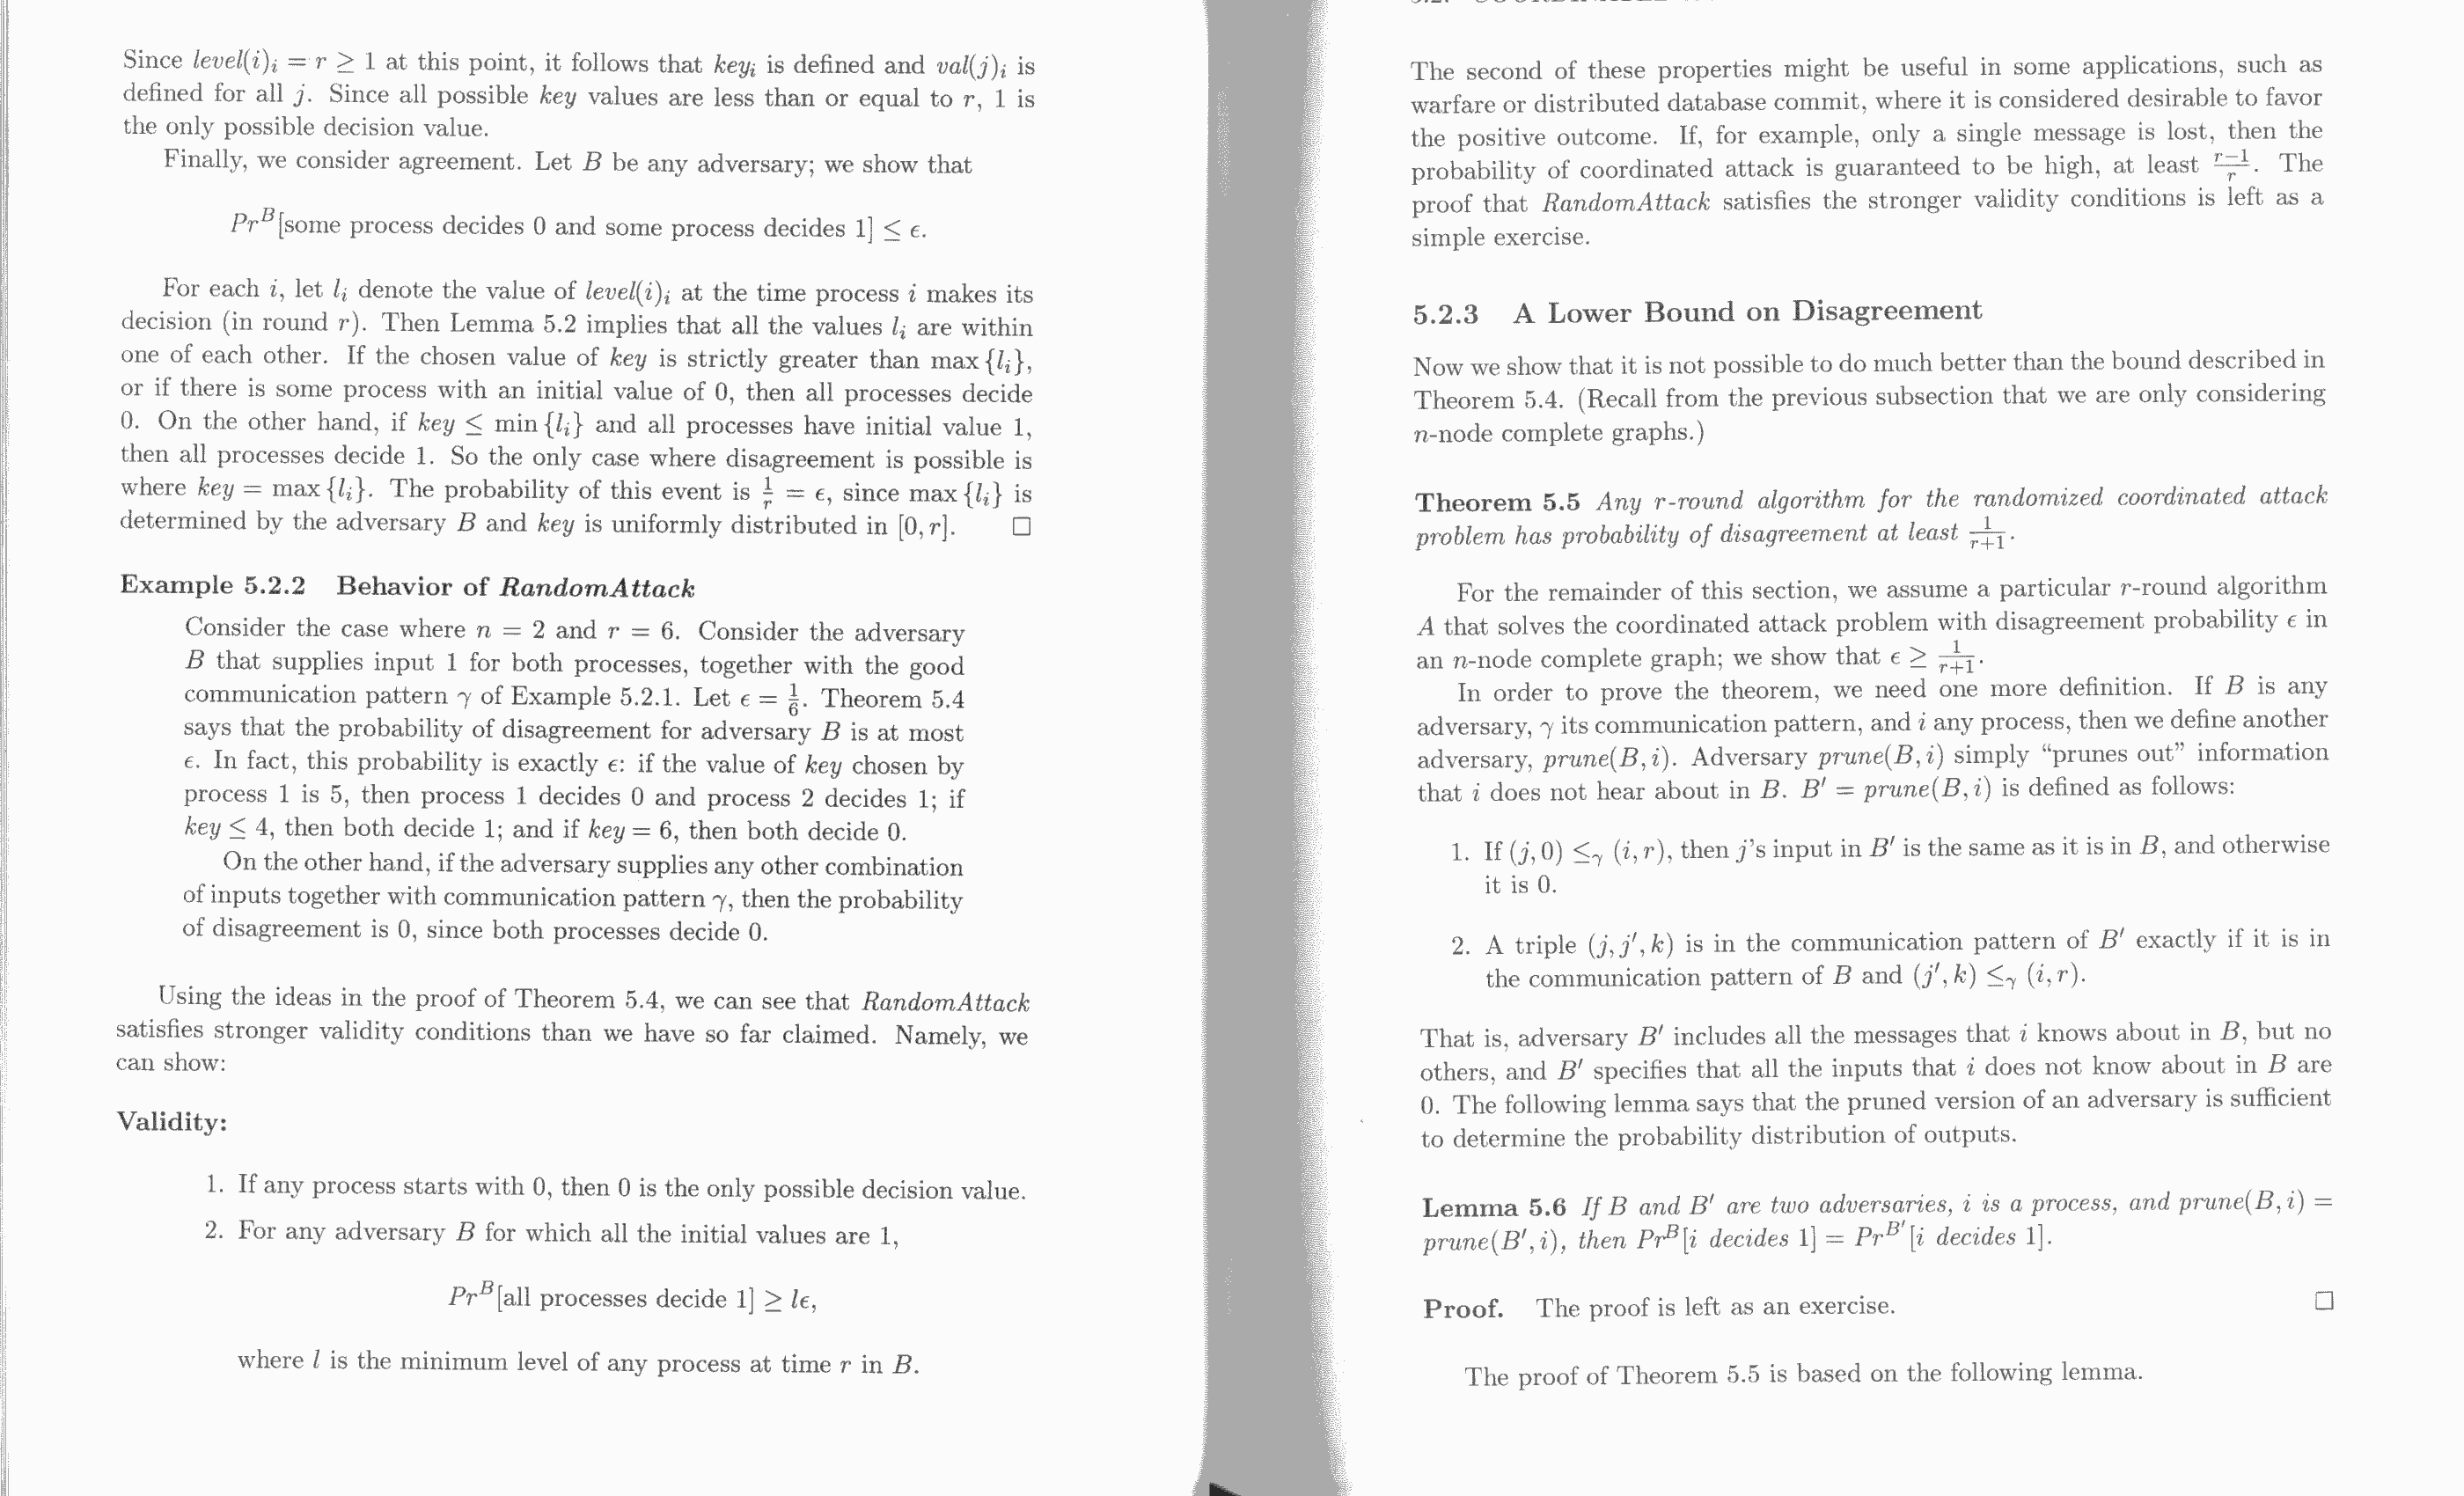 Since level(i)ᵢ = r ≥ 1 at this point, it follows that keyᵢ is defined and val(j)ᵢ is
defined for all j. Since all possible key values are less than or equal to r, 1 is
the only possible decision value.
Finally, we consider agreement. Let B be any adversary; we show that
Pr^B[some process decides 0 and some process decides 1] ≤ ϵ.
For each i, let lᵢ denote the value of level(i)ᵢ at the time process i makes its
decision (in round r). Then Lemma 5.2 implies that all the values lᵢ are within
one of each other. If the chosen value of key is strictly greater than max{lᵢ},
or if there is some process with an initial value of 0, then all processes decide
0. On the other hand, if key ≤ min{lᵢ} and all processes have initial value 1,
then all processes decide 1. So the only case where disagreement is possible is
where key = max{lᵢ}. The probability of this event is 1/r = ϵ, since max{lᵢ} is
determined by the adversary B and key is uniformly distributed in [0, r]. □
Example 5.2.2 Behavior of RandomAttack
Consider the case where n = 2 and r = 6. Consider the adversary
B that supplies input 1 for both processes, together with the good
communication pattern γ of Example 5.2.1. Let ϵ = 1/6. Theorem 5.4
says that the probability of disagreement for adversary B is at most
ϵ. In fact, this probability is exactly ϵ: if the value of key chosen by
process 1 is 5, then process 1 decides 0 and process 2 decides 1; if
key ≤ 4, then both decide 1; and if key = 6, then both decide 0.
On the other hand, if the adversary supplies any other combination
of inputs together with communication pattern γ, then the probability
of disagreement is 0, since both processes decide 0.
Using the ideas in the proof of Theorem 5.4, we can see that RandomAttack
satisfies stronger validity conditions than we have so far claimed. Namely, we
can show:
Validity:
1. If any process starts with 0, then 0 is the only possible decision value.
2. For any adversary B for which all the initial values are 1,
Pr^B[all processes decide 1] ≥ lϵ,
where l is the minimum level of any process at time r in B.
The second of these properties might be useful in some applications, such as
warfare or distributed database commit, where it is considered desirable to favor
the positive outcome. If, for example, only a single message is lost, then the
probability of coordinated attack is guaranteed to be high, at least (r−1)/r. The
proof that RandomAttack satisfies the stronger validity conditions is left as a
simple exercise.
5.2.3 A Lower Bound on Disagreement
Now we show that it is not possible to do much better than the bound described in
Theorem 5.4. (Recall from the previous subsection that we are only considering
n-node complete graphs.)
Theorem 5.5 Any r-round algorithm for the randomized coordinated attack
problem has probability of disagreement at least 1/(r+1).
For the remainder of this section, we assume a particular r-round algorithm
A that solves the coordinated attack problem with disagreement probability ϵ in
an n-node complete graph; we show that ϵ ≥ 1/(r+1).
In order to prove the theorem, we need one more definition. If B is any
adversary, γ its communication pattern, and i any process, then we define another
adversary, prune(B, i). Adversary prune(B, i) simply “prunes out” information
that i does not hear about in B. B′ = prune(B, i) is defined as follows:
1. If (j, 0) ≤γ (i, r), then j's input in B′ is the same as it is in B, and otherwise
it is 0.
2. A triple (j, j′, k) is in the communication pattern of B′ exactly if it is in
the communication pattern of B and (j′, k) ≤γ (i, r).
That is, adversary B′ includes all the messages that i knows about in B, but no
others, and B′ specifies that all the inputs that i does not know about in B are
0. The following lemma says that the pruned version of an adversary is sufficient
to determine the probability distribution of outputs.
Lemma 5.6 If B and B′ are two adversaries, i is a process, and prune(B, i) =
prune(B′, i), then Pr^B[i decides 1] = Pr^B′[i decides 1].
Proof. The proof is left as an exercise. □
The proof of Theorem 5.5 is based on the following lemma.